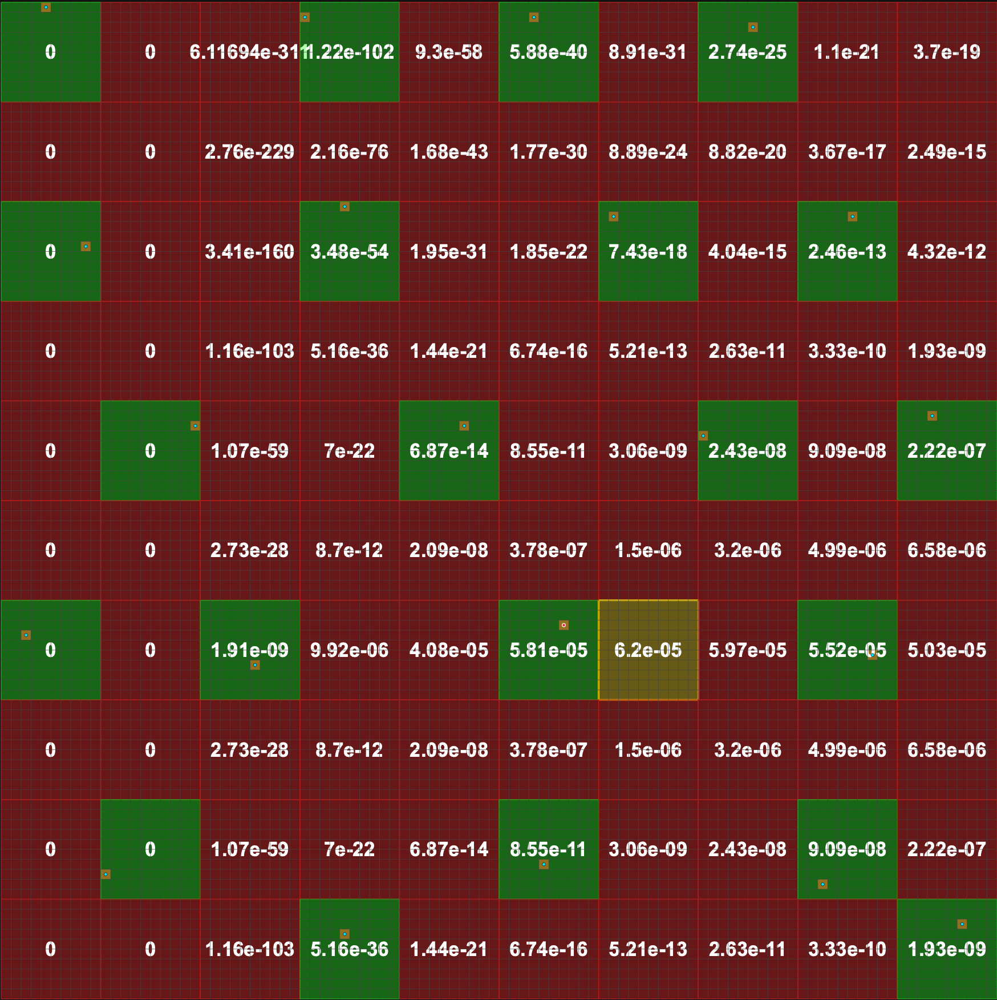 0 0 6.11694e-311 1.22e-102 9.3e-58 5.88e-40 8.91e-31 2.74e-25 1.1e-21 3.7e-19
0 0 2.76e-229 2.16e-76 1.68e-43 1.77e-30 8.89e-24 8.82e-20 3.67e-17 2.49e-15
0 0 3.41e-160 3.48e-54 1.95e-31 1.85e-22 7.43e-18 4.04e-15 2.46e-13 4.32e-12
0 0 1.16e-103 5.16e-36 1.44e-21 6.74e-16 5.21e-13 2.63e-11 3.33e-10 1.93e-09
0 0 1.07e-59 7e-22 6.87e-14 8.55e-11 3.06e-09 2.43e-08 9.09e-08 2.22e-07
0 0 2.73e-28 8.7e-12 2.09e-08 3.78e-07 1.5e-06 3.2e-06 4.99e-06 6.58e-06
0 0 1.91e-09 9.92e-06 4.08e-05 5.81e-05 6.2e-05 5.97e-05 5.52e-05 5.03e-05
0 0 2.73e-28 8.7e-12 2.09e-08 3.78e-07 1.5e-06 3.2e-06 4.99e-06 6.58e-06
0 0 1.07e-59 7e-22 6.87e-14 8.55e-11 3.06e-09 2.43e-08 9.09e-08 2.22e-07
0 0 1.16e-103 5.16e-36 1.44e-21 6.74e-16 5.21e-13 2.63e-11 3.33e-10 1.93e-09